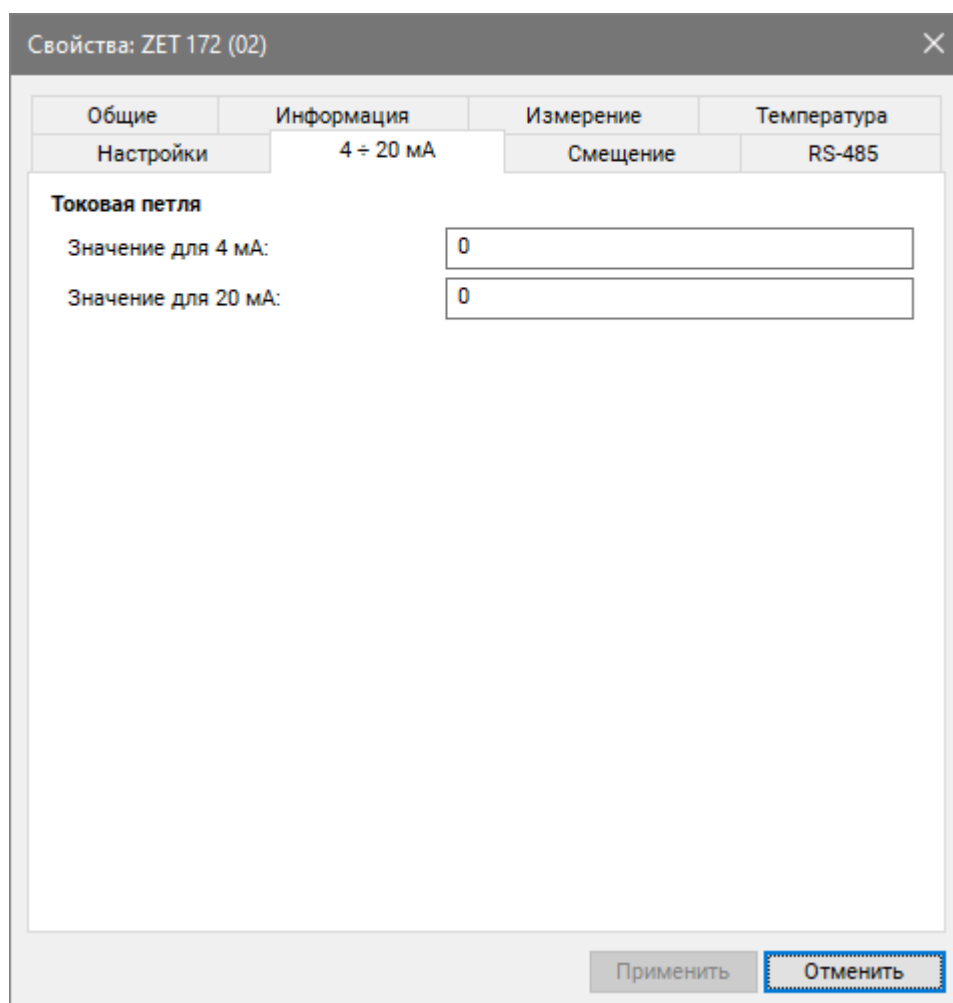 Свойства: ZET 172 (02)
Общие Информация Измерение Температура
Настройки 4 ÷ 20 мА Смещение RS-485
Токовая петля
Значение для 4 мА: 0
Значение для 20 мА: 0
Применить Отменить